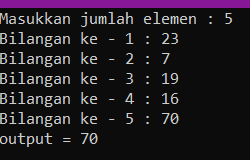 Masukkan jumlah elemen : 5
Bilangan ke - 1 : 23
Bilangan ke - 2 : 7
Bilangan ke - 3 : 19
Bilangan ke - 4 : 16
Bilangan ke - 5 : 70
output = 70